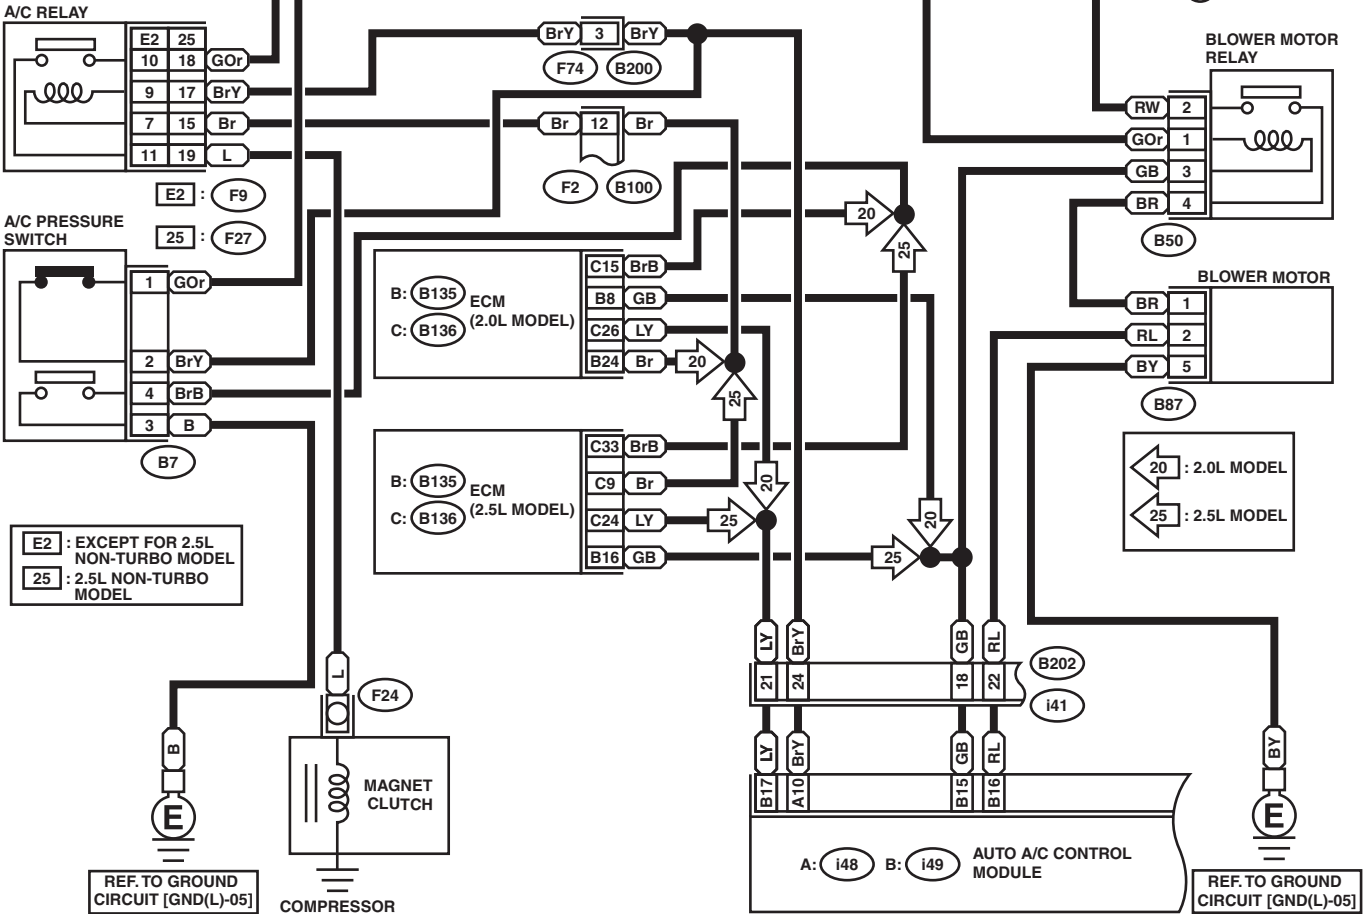 A/C RELAY
E2 25
10 18 GOr
9 17 BrY
7 15 Br
11 19 L
E2 : F9
25 : F27
A/C PRESSURE
SWITCH
1 GOr
2 BrY
4 BrB
3 B
B7
E2 : EXCEPT FOR 2.5L
NON-TURBO MODEL
25 : 2.5L NON-TURBO
MODEL
B
E
REF. TO GROUND
CIRCUIT [GND(L)-05]
L
F24
MAGNET
CLUTCH
COMPRESSOR
BrY 3 BrY
F74 B200
Br 12 Br
F2 B100
B: B135
C: B136
ECM
(2.0L MODEL)
C15 BrB
B8 GB
C26 LY
B24 Br
20
25
20
25
B: B135
C: B136
ECM
(2.5L MODEL)
C33 BrB
C9 Br
C24 LY
B16 GB
20
25
20
25
LY BrY GB RL
21 24 18 22
B202
i41
LY BrY GB RL
B17 A10 B15 B16
A: i48 B: i49
AUTO A/C CONTROL
MODULE
BLOWER MOTOR
RELAY
RW 2
GOr 1
GB 3
BR 4
B50
BLOWER MOTOR
BR 1
RL 2
BY 5
B87
20 : 2.0L MODEL
25 : 2.5L MODEL
BY
E
REF. TO GROUND
CIRCUIT [GND(L)-05]